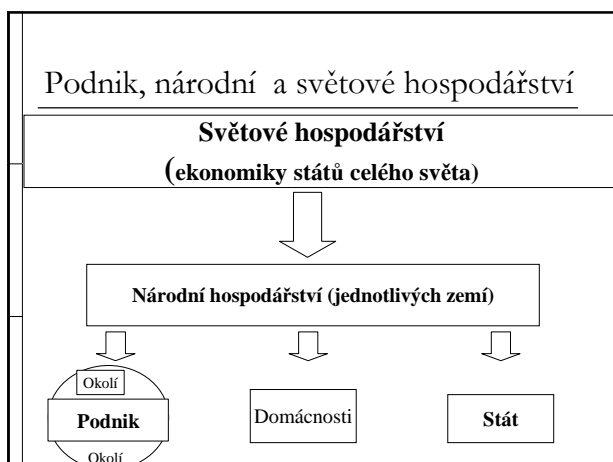 Podnik, národní a světové hospodářství
Světové hospodářství
(ekonomiky států celého světa)
Národní hospodářství (jednotlivých zemí)
Okolí
Podnik
Okolí
Domácnosti
Stát